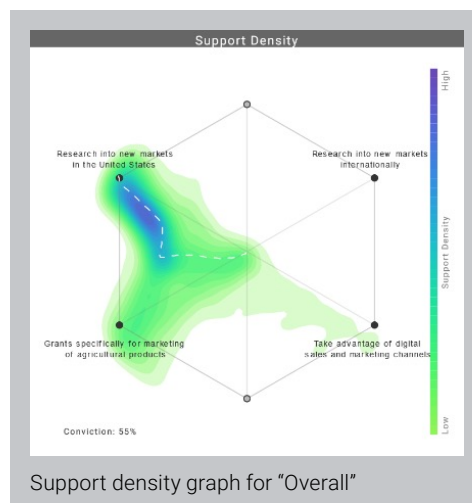 Support Density
High
Research into new markets
in the United States
Research into new markets
internationally
Support Density
Grants specifically for marketing
of agricultural products
Take advantage of digital
sales and marketing channels
Low
Conviction: 55%
Support density graph for “Overall”